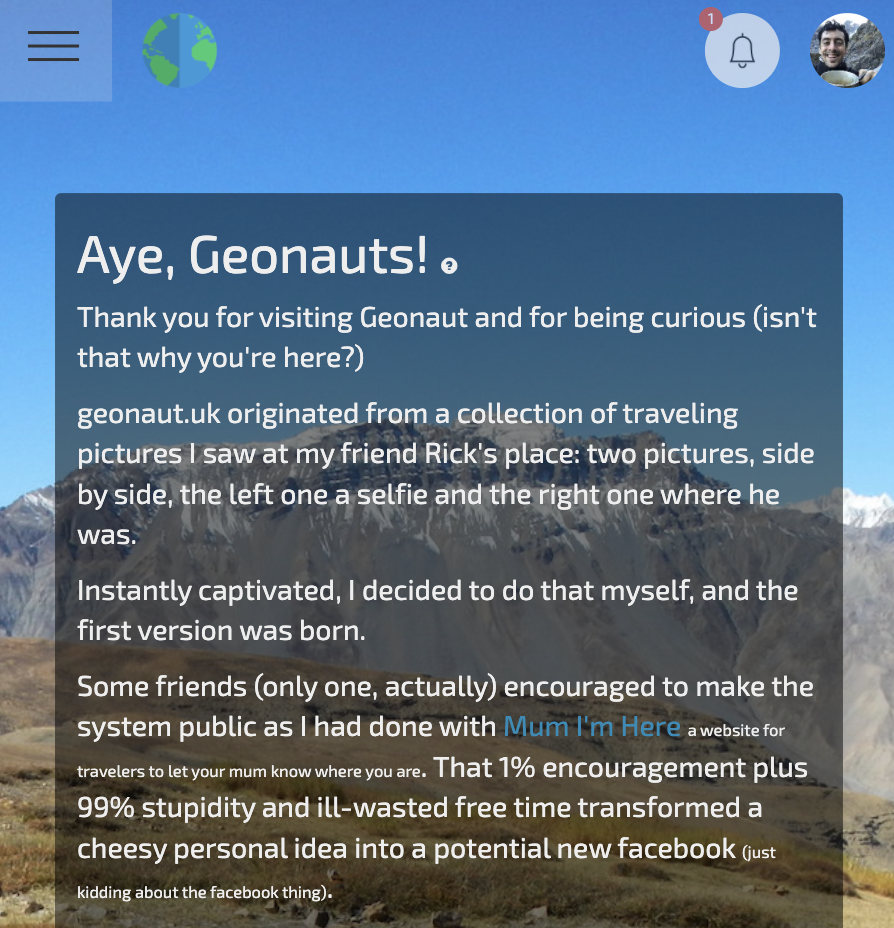 1
Aye, Geonauts! ?
Thank you for visiting Geonaut and for being curious (isn't
that why you're here?)
geonaut.uk originated from a collection of traveling
pictures I saw at my friend Rick's place: two pictures, side
by side, the left one a selfie and the right one where he
was.
Instantly captivated, I decided to do that myself, and the
first version was born.
Some friends (only one, actually) encouraged to make the
system public as I had done with Mum I'm Here a website for
travelers to let your mum know where you are. That 1% encouragement plus
99% stupidity and ill-wasted free time transformed a
cheesy personal idea into a potential new facebook (just
kidding about the facebook thing).